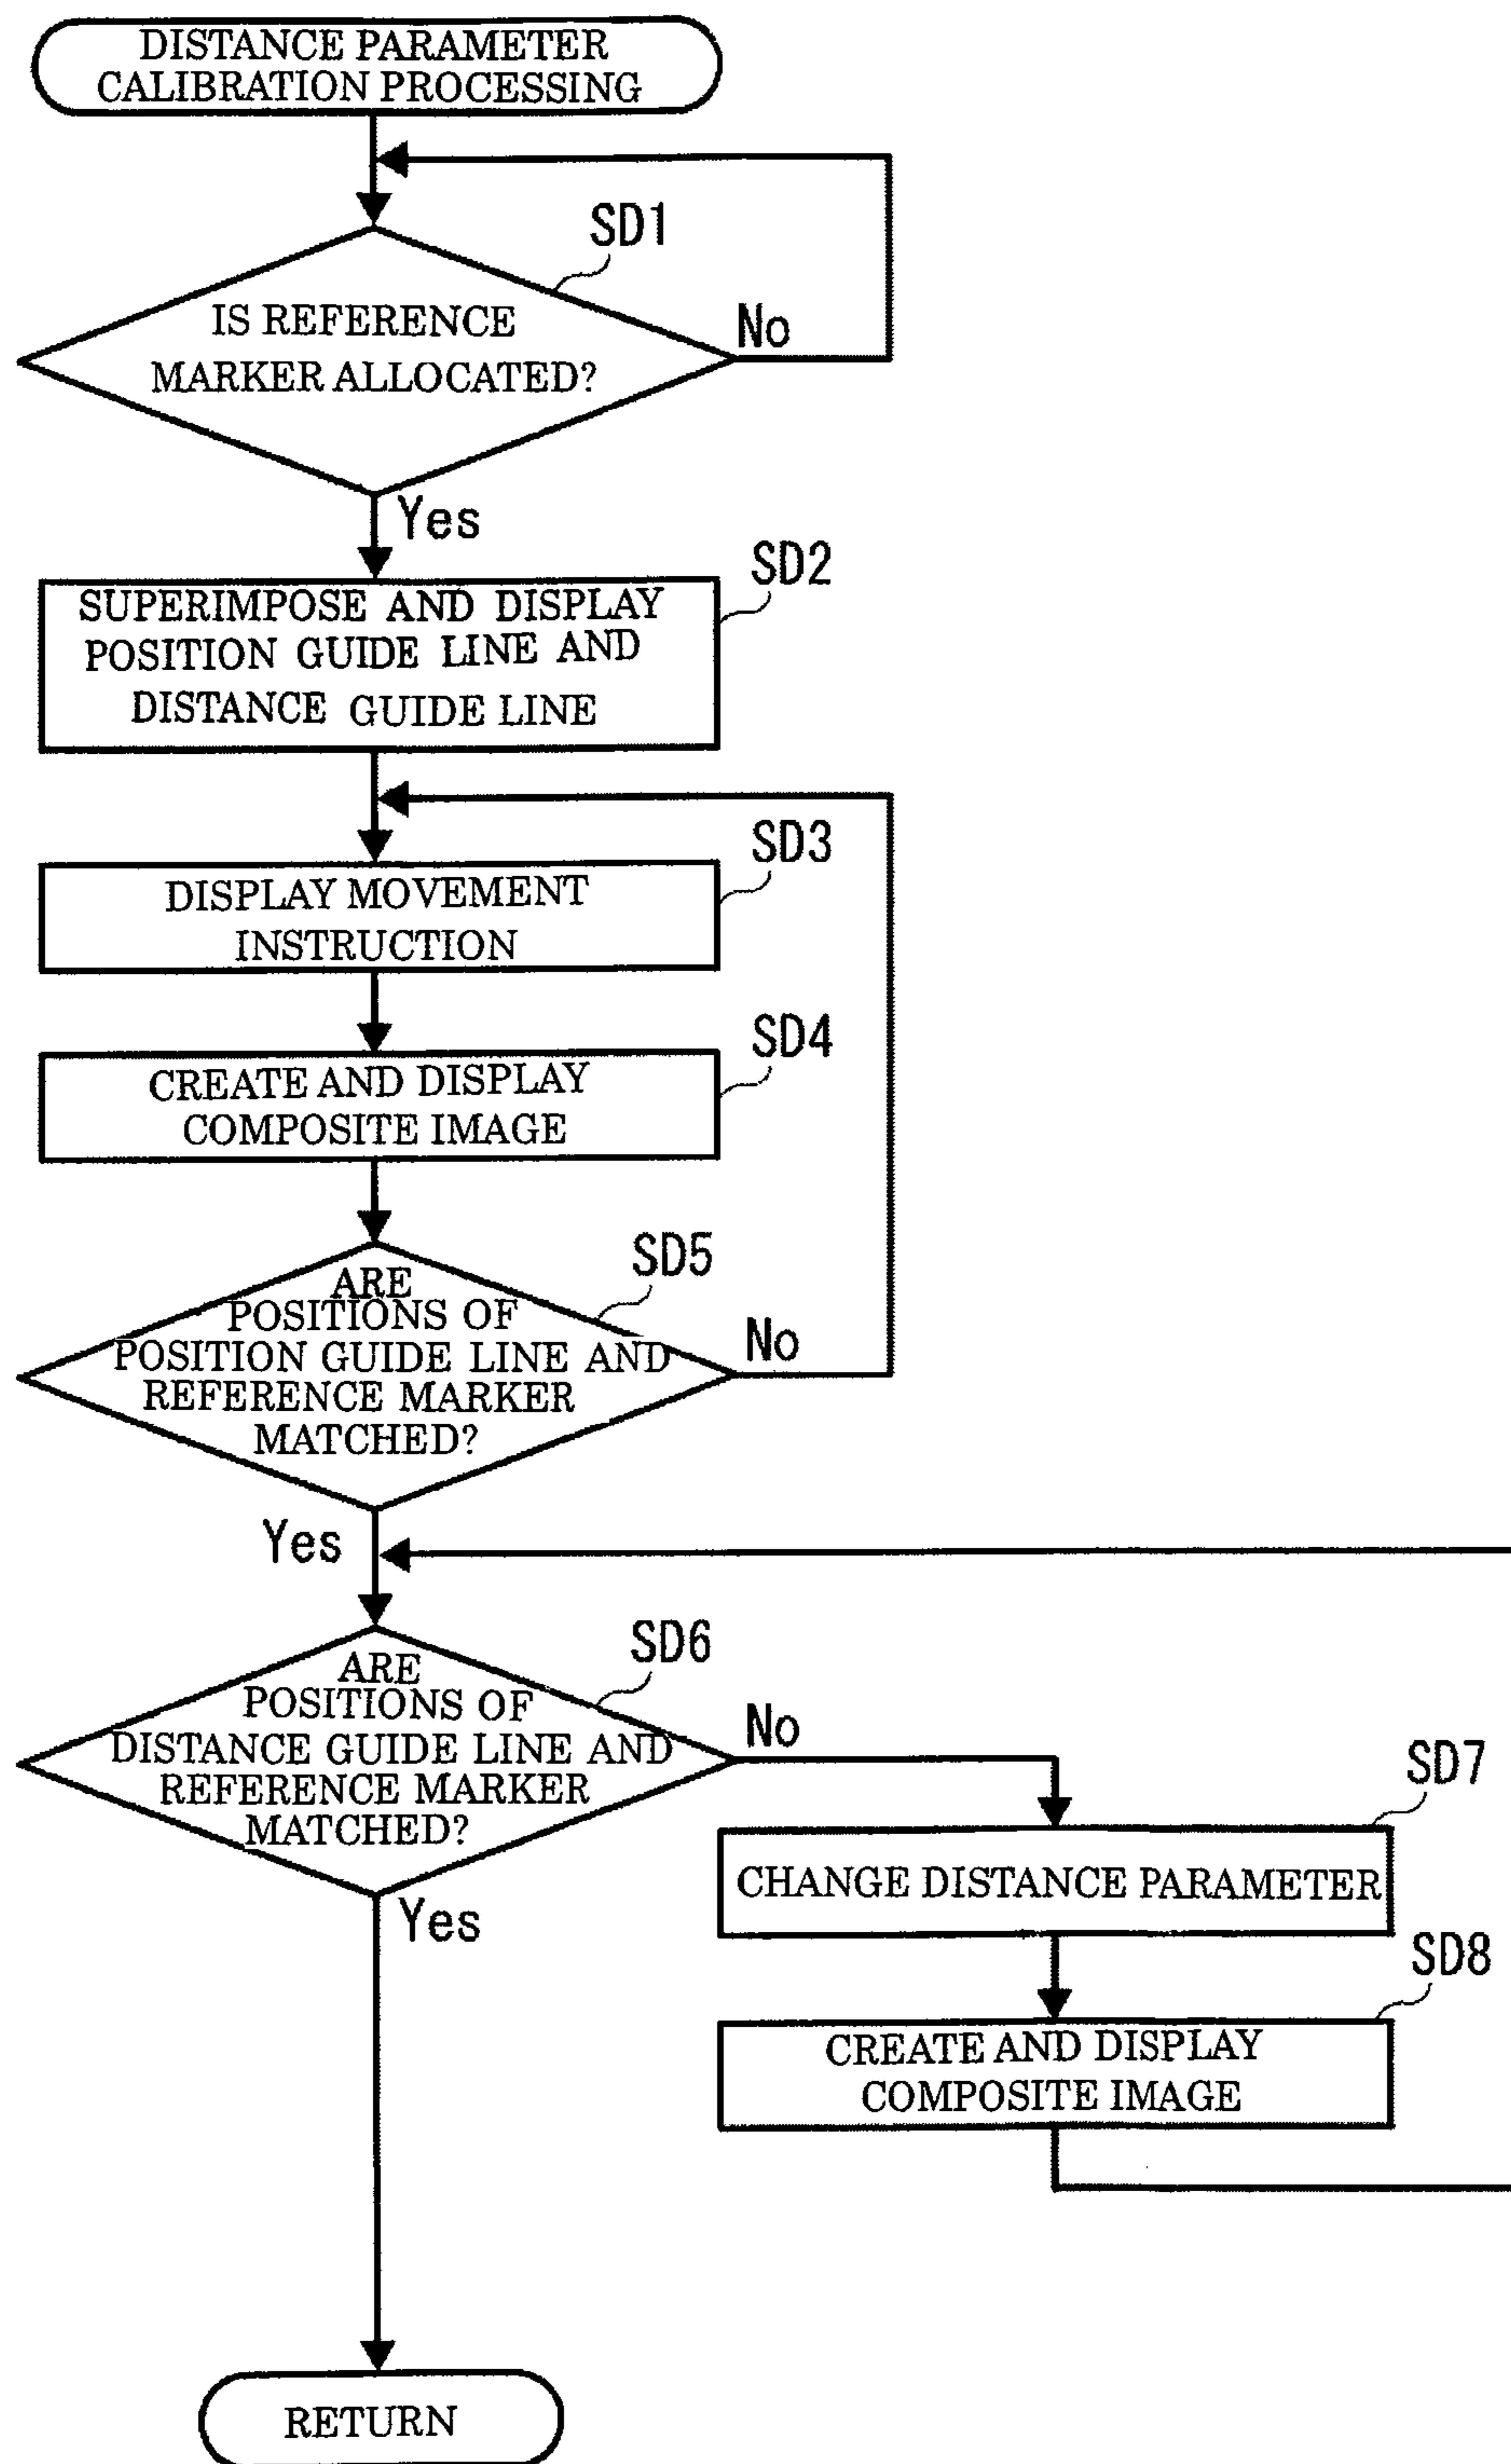 DISTANCE PARAMETER
CALIBRATION PROCESSING
SD1
IS REFERENCE
MARKER ALLOCATED?
No
Yes
SD2
SUPERIMPOSE AND DISPLAY
POSITION GUIDE LINE AND
DISTANCE GUIDE LINE
SD3
DISPLAY MOVEMENT
INSTRUCTION
SD4
CREATE AND DISPLAY
COMPOSITE IMAGE
SD5
ARE
POSITIONS OF
POSITION GUIDE LINE AND
REFERENCE MARKER
MATCHED?
No
Yes
SD6
ARE
POSITIONS OF
DISTANCE GUIDE LINE AND
REFERENCE MARKER
MATCHED?
No
Yes
SD7
CHANGE DISTANCE PARAMETER
SD8
CREATE AND DISPLAY
COMPOSITE IMAGE
RETURN